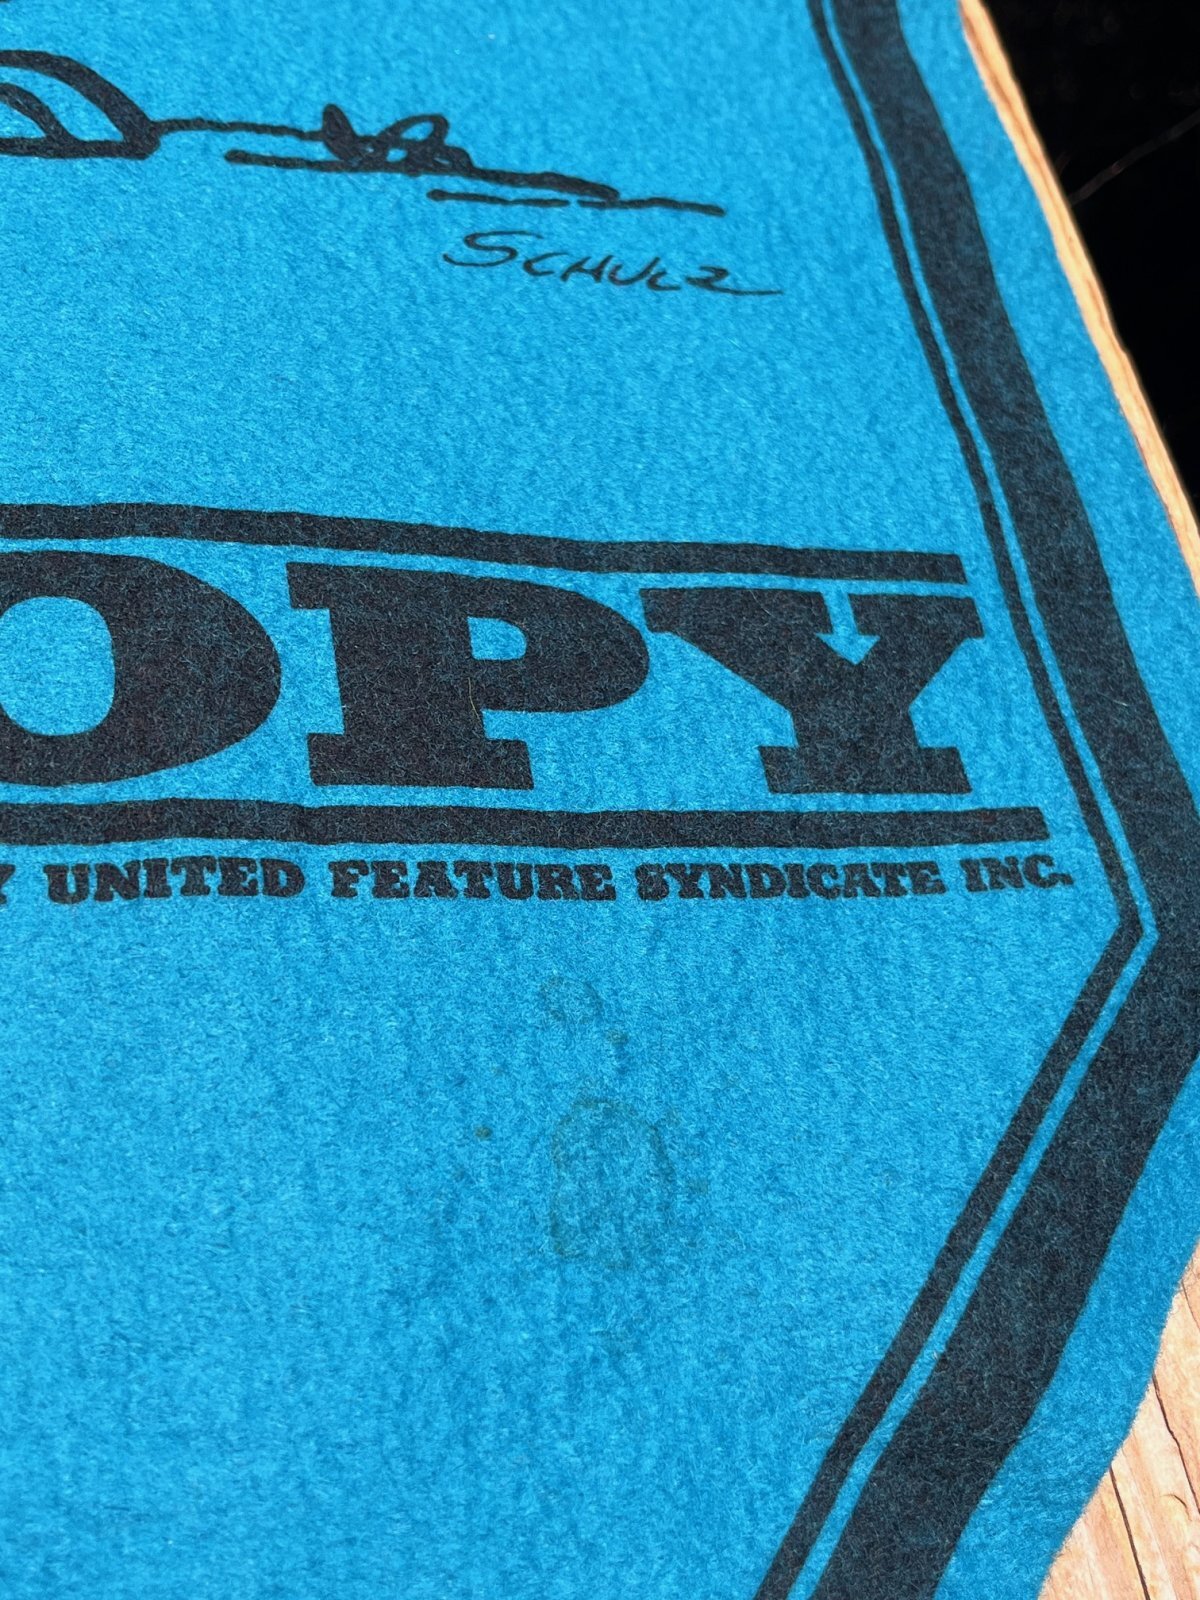 SCHULZ
OPY
Y UNITED FEATURE SYNDICATE INC.